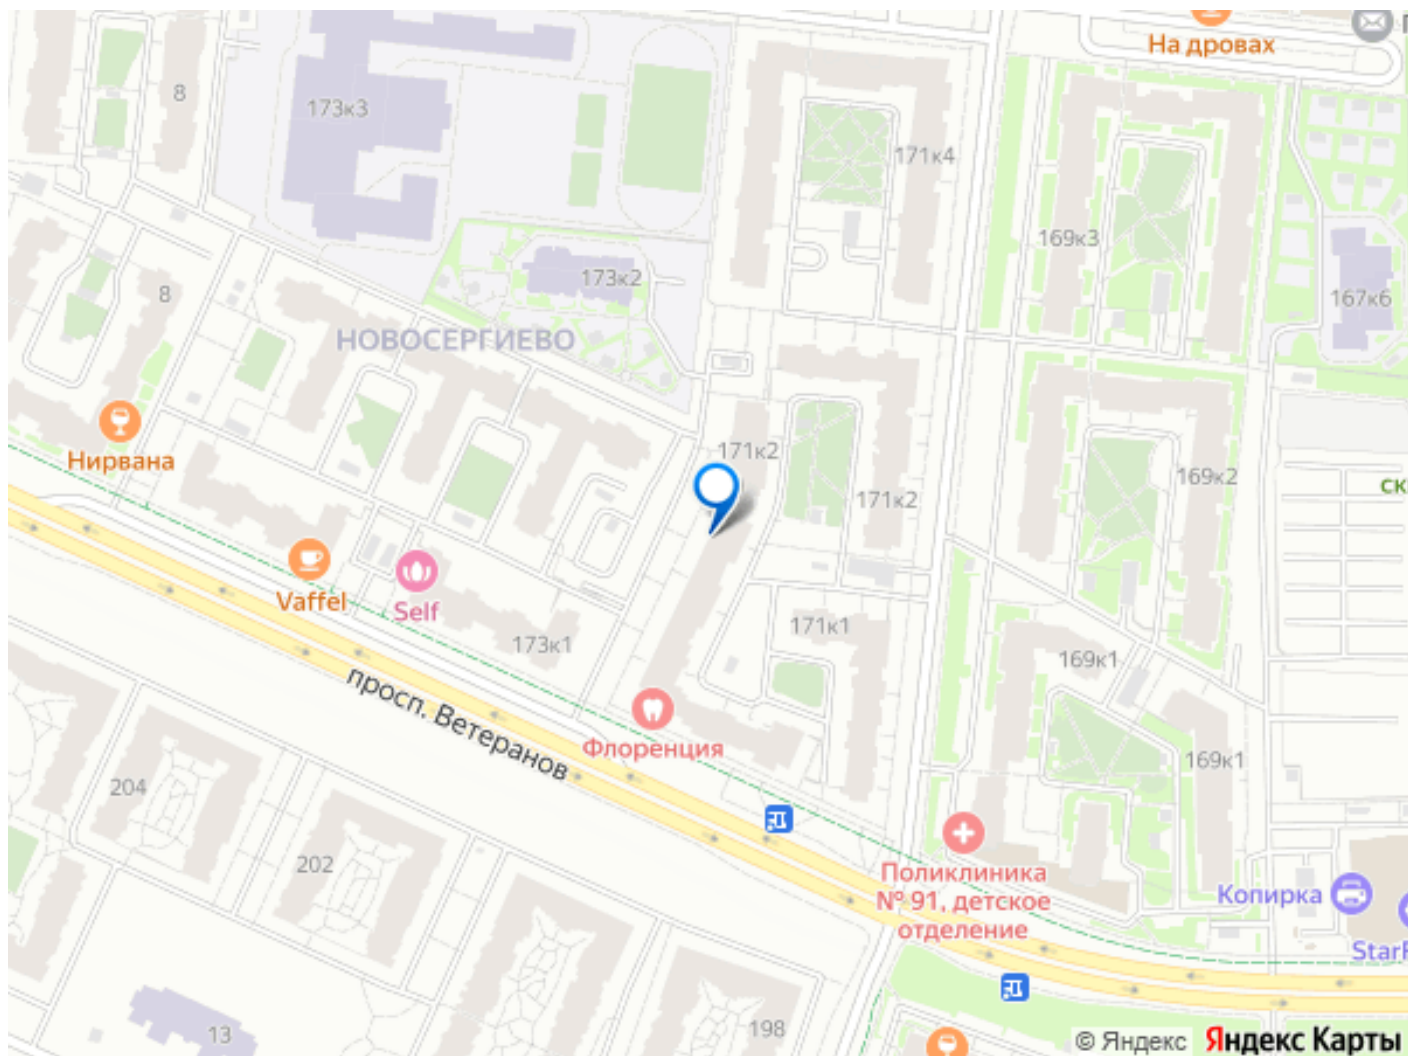 На дровах
8
173к3
171к4
169к3
173к2
8
167к6
НОВОСЕРГИЕВО
171к2
Нирвана
169к2
171к2
Vaffel
Self
171к1
173к1
169к1
просп. Ветеранов
Флоренция
169к1
204
202
Поликлиника
№ 91, детское
отделение
Копирка
13
198
© Яндекс Яндекс Карты